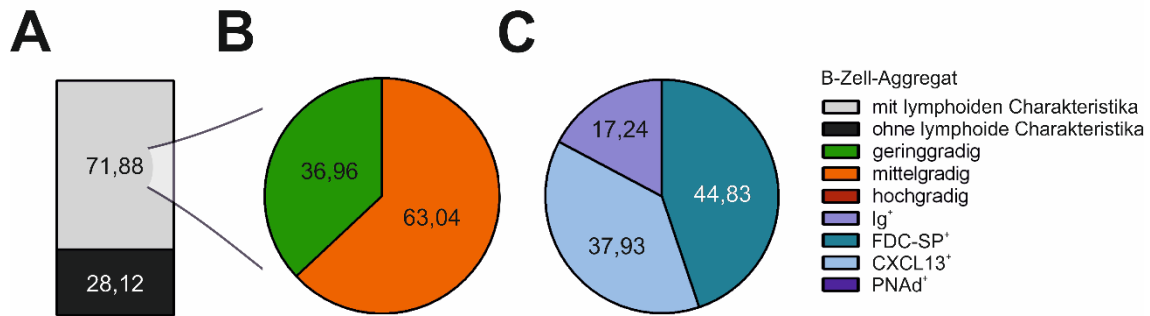 A
B
C
71,88
28,12
36,96
63,04
17,24
44,83
37,93
B-Zell-Aggregat
mit lymphoiden Charakteristika
ohne lymphoide Charakteristika
geringgradig
mittelgradig
hochgradig
Ig⁺
FDC-SP⁺
CXCL13⁺
PNAd⁺